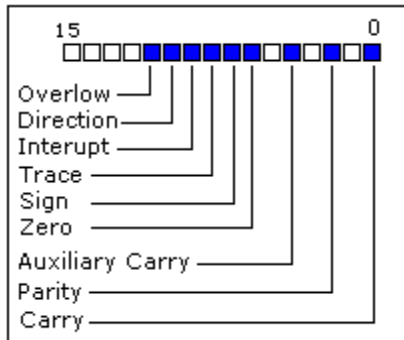 15 0
Overlow
Direction
Interupt
Trace
Sign
Zero
Auxiliary Carry
Parity
Carry